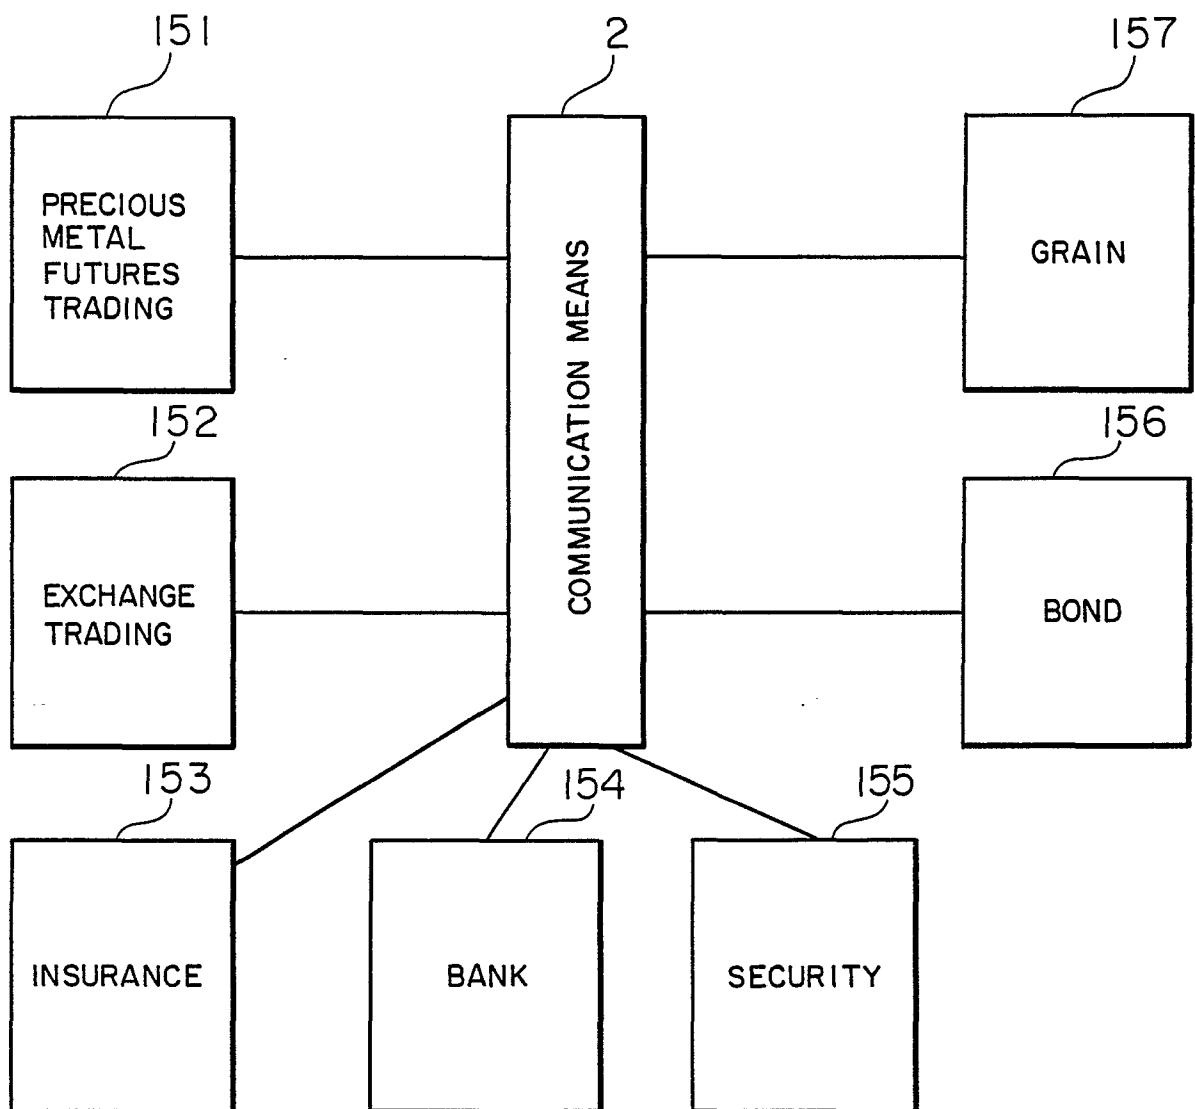 151
2
157
PRECIOUS
METAL
FUTURES
TRADING
COMMUNICATION MEANS
GRAIN
152
156
EXCHANGE
TRADING
BOND
153
154
155
INSURANCE
BANK
SECURITY